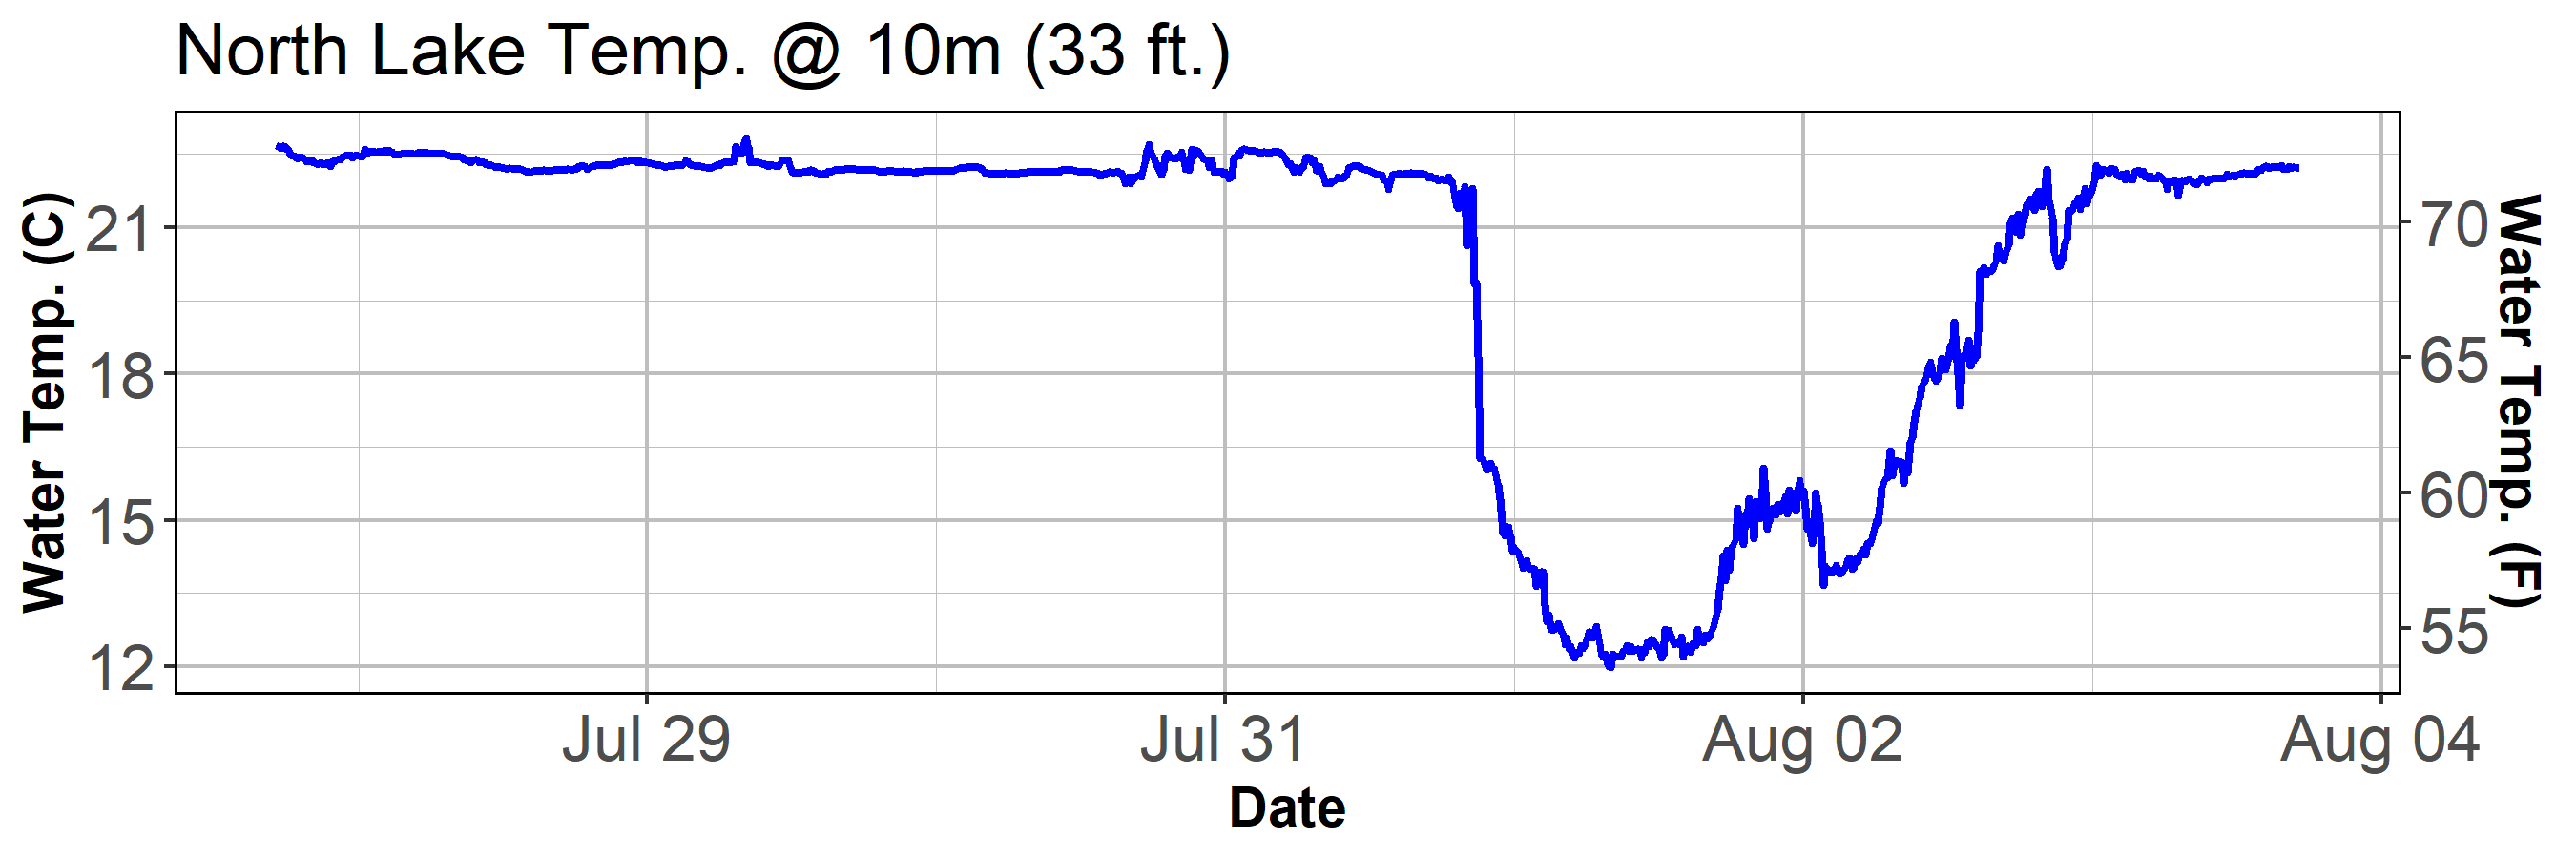 North Lake Temp. @ 10m (33 ft.)
Water Temp. (C)
21
18
15
12
70
65
60
55
Water Temp. (F)
Jul 29
Jul 31
Aug 02
Aug 04
Date